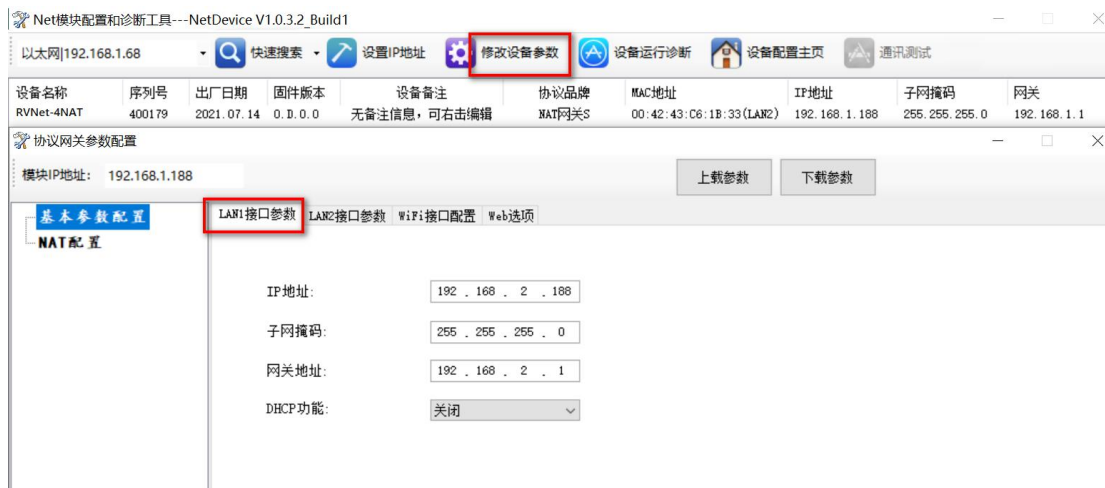 Net模块配置和诊断工具---NetDevice V1.0.3.2_Build1
以太网|192.168.1.68 快速搜索 设置IP地址 修改设备参数 设备运行诊断 设备配置主页 通讯测试
设备名称 序列号 出厂日期 固件版本 设备备注 协议品牌 MAC地址 IP地址 子网掩码 网关
RVNet-4NAT 400179 2021.07.14 0.D.0.0 无备注信息，可右击编辑 NAT网关S 00:42:43:C6:1B:33(LAN2) 192.168.1.188 255.255.255.0 192.168.1.1
协议网关参数配置
模块IP地址: 192.168.1.188 上载参数 下载参数
基本参数配置 LAN1接口参数 LAN2接口参数 WiFi接口配置 Web选项
NAT配置
IP地址: 192 . 168 . 2 . 188
子网掩码: 255 . 255 . 255 . 0
网关地址: 192 . 168 . 2 . 1
DHCP功能: 关闭